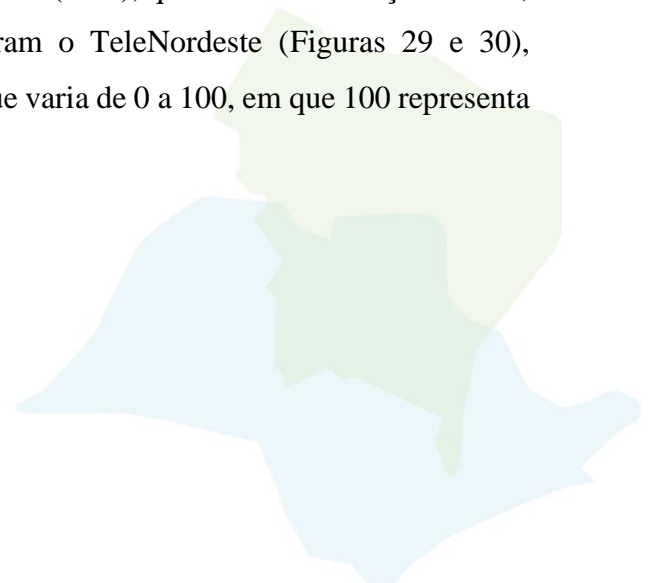 ram o TeleNordeste (Figuras 29 e 30),
ue varia de 0 a 100, em que 100 representa